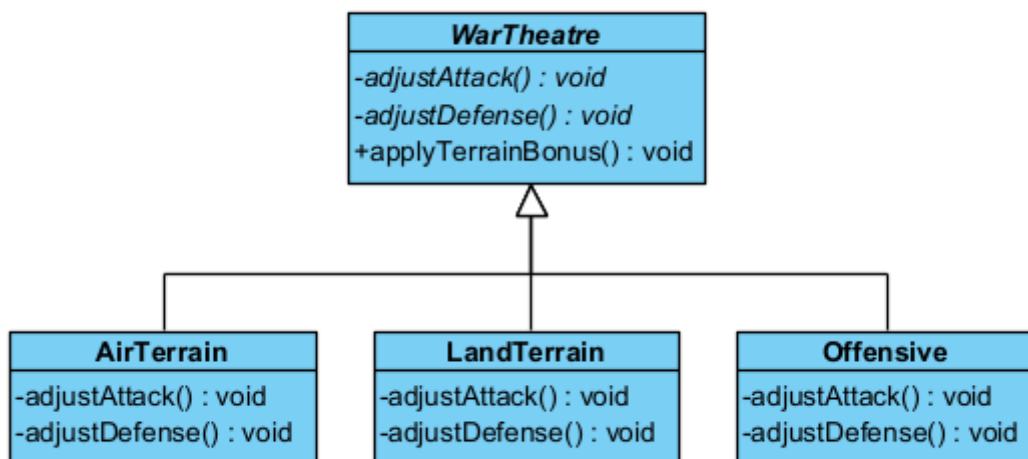 WarTheatre
-adjustAttack() : void
-adjustDefense() : void
+applyTerrainBonus() : void
AirTerrain
-adjustAttack() : void
-adjustDefense() : void
LandTerrain
-adjustAttack() : void
-adjustDefense() : void
Offensive
-adjustAttack() : void
-adjustDefense() : void